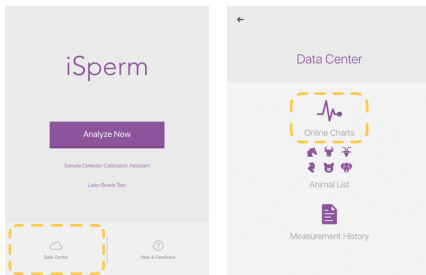 iSperm
Analyze Now
Sample Collector Calibration Assistant
Latex Beads Test
Data Center
Help & Feedback
Data Center
Online Charts
Animal List
Measurement History